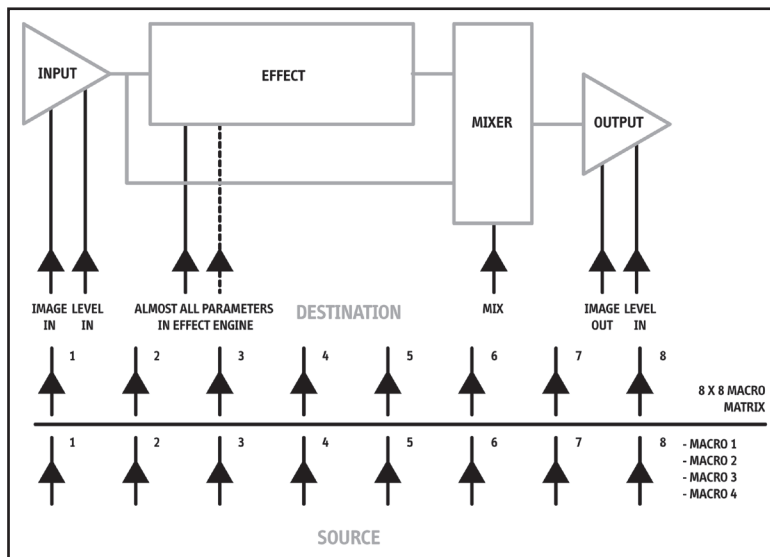 INPUT
EFFECT
MIXER
OUTPUT
IMAGE IN
LEVEL IN
ALMOST ALL PARAMETERS
IN EFFECT ENGINE
DESTINATION
MIX
IMAGE OUT
LEVEL IN
1 2 3 4 5 6 7 8
8 X 8 MACRO
MATRIX
1 2 3 4 5 6 7 8
- MACRO 1
- MACRO 2
- MACRO 3
- MACRO 4
SOURCE